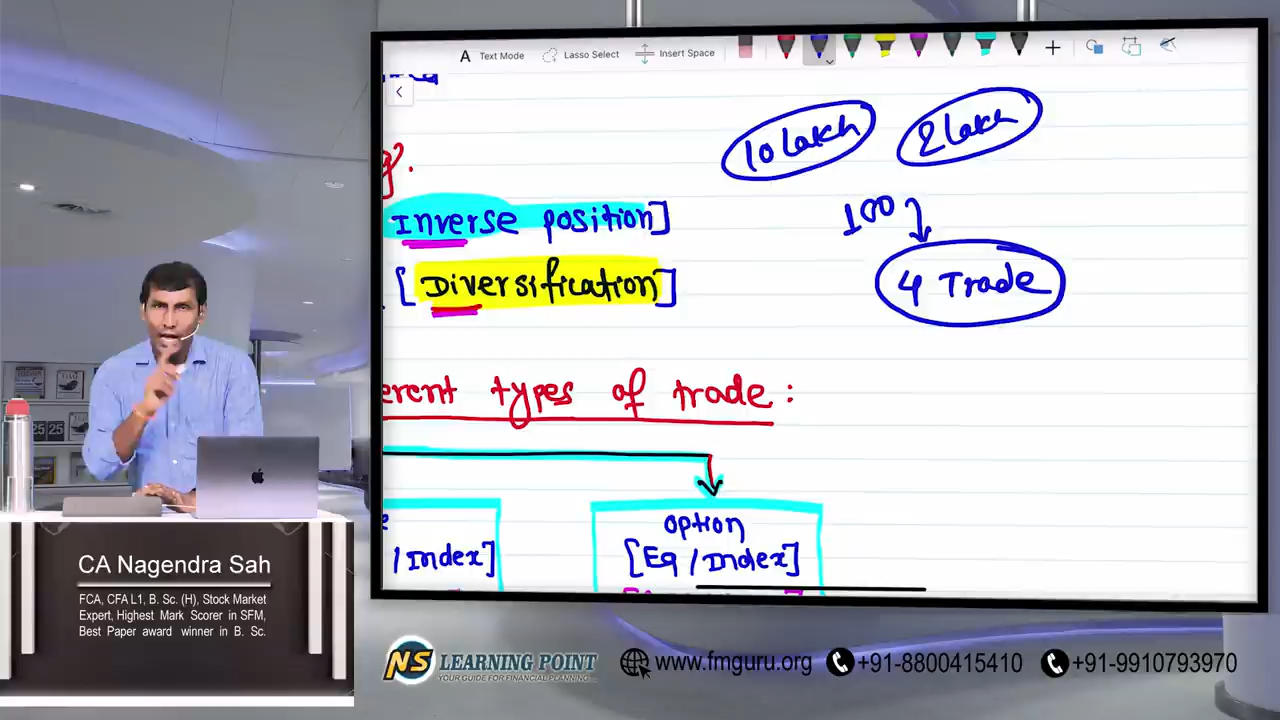 Text Mode
Lasso Select
Insert Space
10 Lakh
2 Lakh
g.
Inverse position]
100
[Diversification]
4 Trade
erent types of trade:
/Index]
option
[Eq /Index]
25 25
CA Nagendra Sah
FCA, CFA L1, B. Sc. (H), Stock Market
Expert, Highest Mark Scorer in SFM,
Best Paper award winner in B. Sc.
NS LEARNING POINT
YOUR GUIDE FOR FINANCIAL PLANNING...
www.fmguru.org
+91-8800415410
+91-9910793970